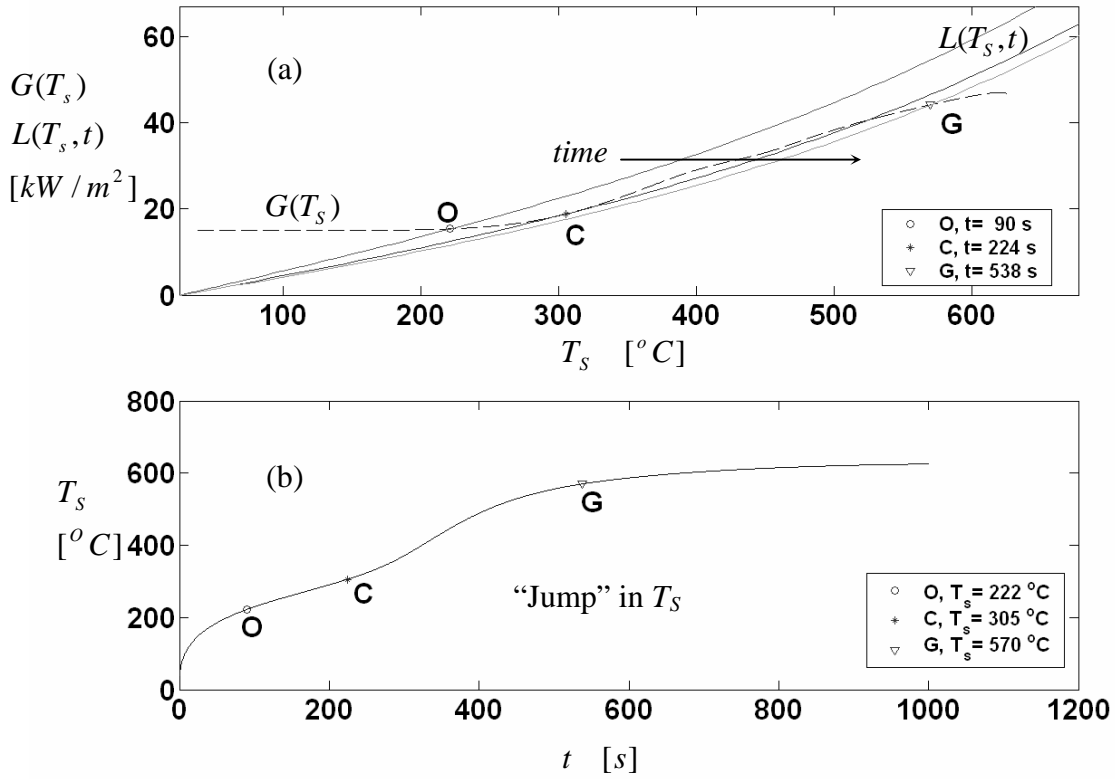 (a)
G(T_s)
L(T_s,t)
[kW / m^2]
60
40
20
0
L(T_S,t)
time
G
G(T_S)
O
C
O, t= 90 s
C, t= 224 s
G, t= 538 s
100 200 300 400 500 600
T_S [°C]
(b)
T_S
[°C]
800
600
400
200
0
G
C
O
“Jump” in T_S
O, T_s= 222 °C
C, T_s= 305 °C
G, T_s= 570 °C
0 200 400 600 800 1000 1200
t [s]